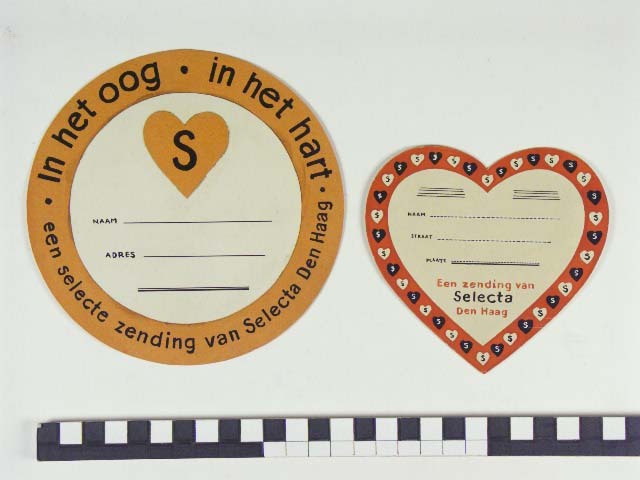 In het oog · in het hart ·
S
NAAM
ADRES
een selecte zending van Selecta Den Haag
NAAM
STRAAT
PLAATS
Een zending van
Selecta
Den Haag